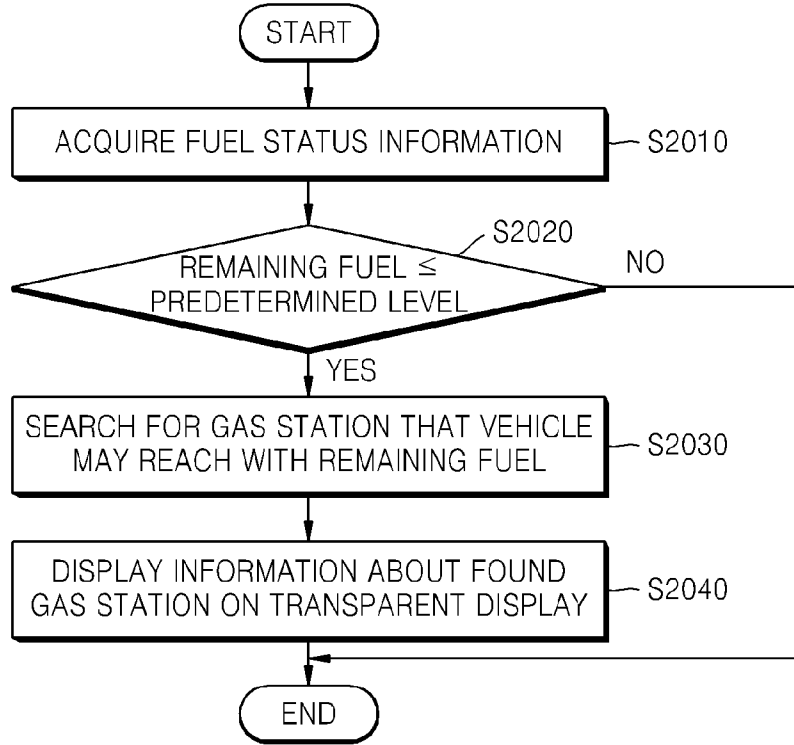 START
ACQUIRE FUEL STATUS INFORMATION
S2010
S2020
REMAINING FUEL ≤
PREDETERMINED LEVEL
NO
YES
SEARCH FOR GAS STATION THAT VEHICLE
MAY REACH WITH REMAINING FUEL
S2030
DISPLAY INFORMATION ABOUT FOUND
GAS STATION ON TRANSPARENT DISPLAY
S2040
END